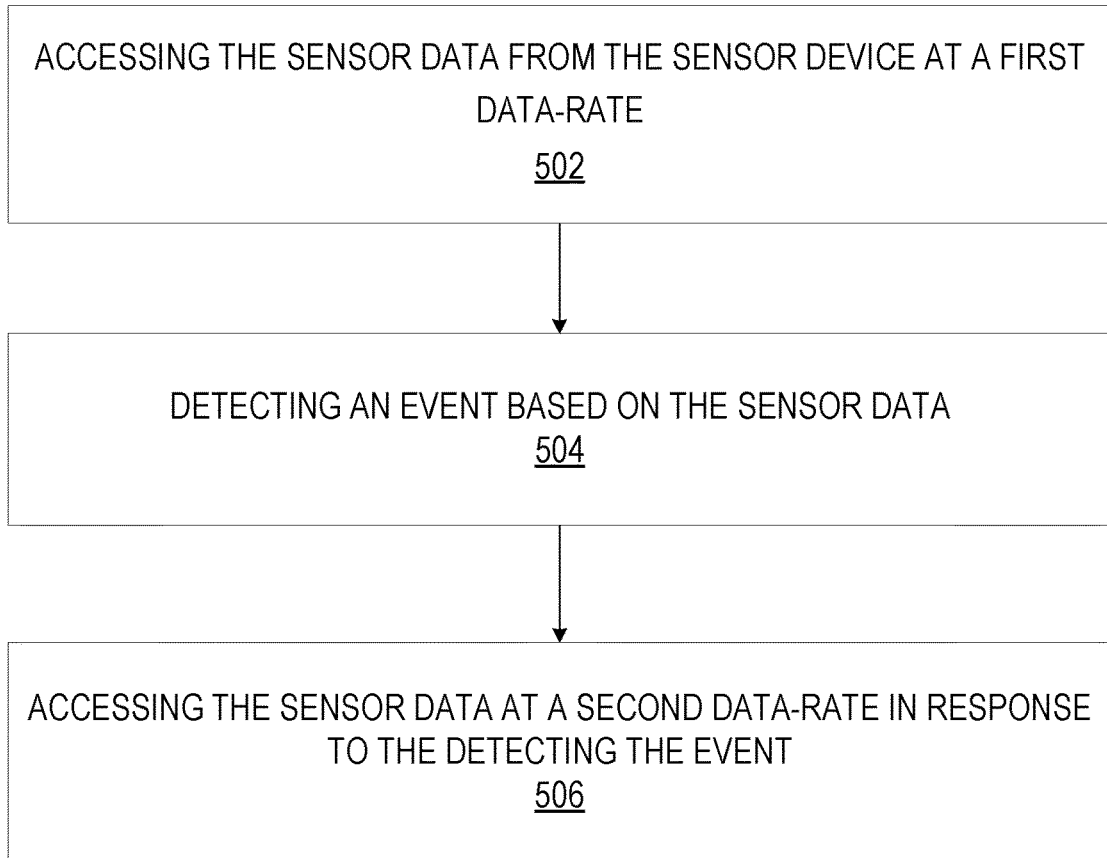 ACCESSING THE SENSOR DATA FROM THE SENSOR DEVICE AT A FIRST
DATA-RATE
502
DETECTING AN EVENT BASED ON THE SENSOR DATA
504
ACCESSING THE SENSOR DATA AT A SECOND DATA-RATE IN RESPONSE
TO THE DETECTING THE EVENT
506